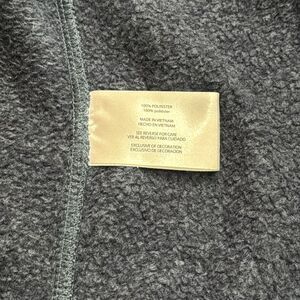 100% POLYESTER
100% poliéster
MADE IN VIETNAM
HECHO EN VIETNAM
SEE REVERSE FOR CARE
VER AL REVERSO PARA CUIDADO
EXCLUSIVE OF DECORATION
EXCLUSIVO DE DECORACION